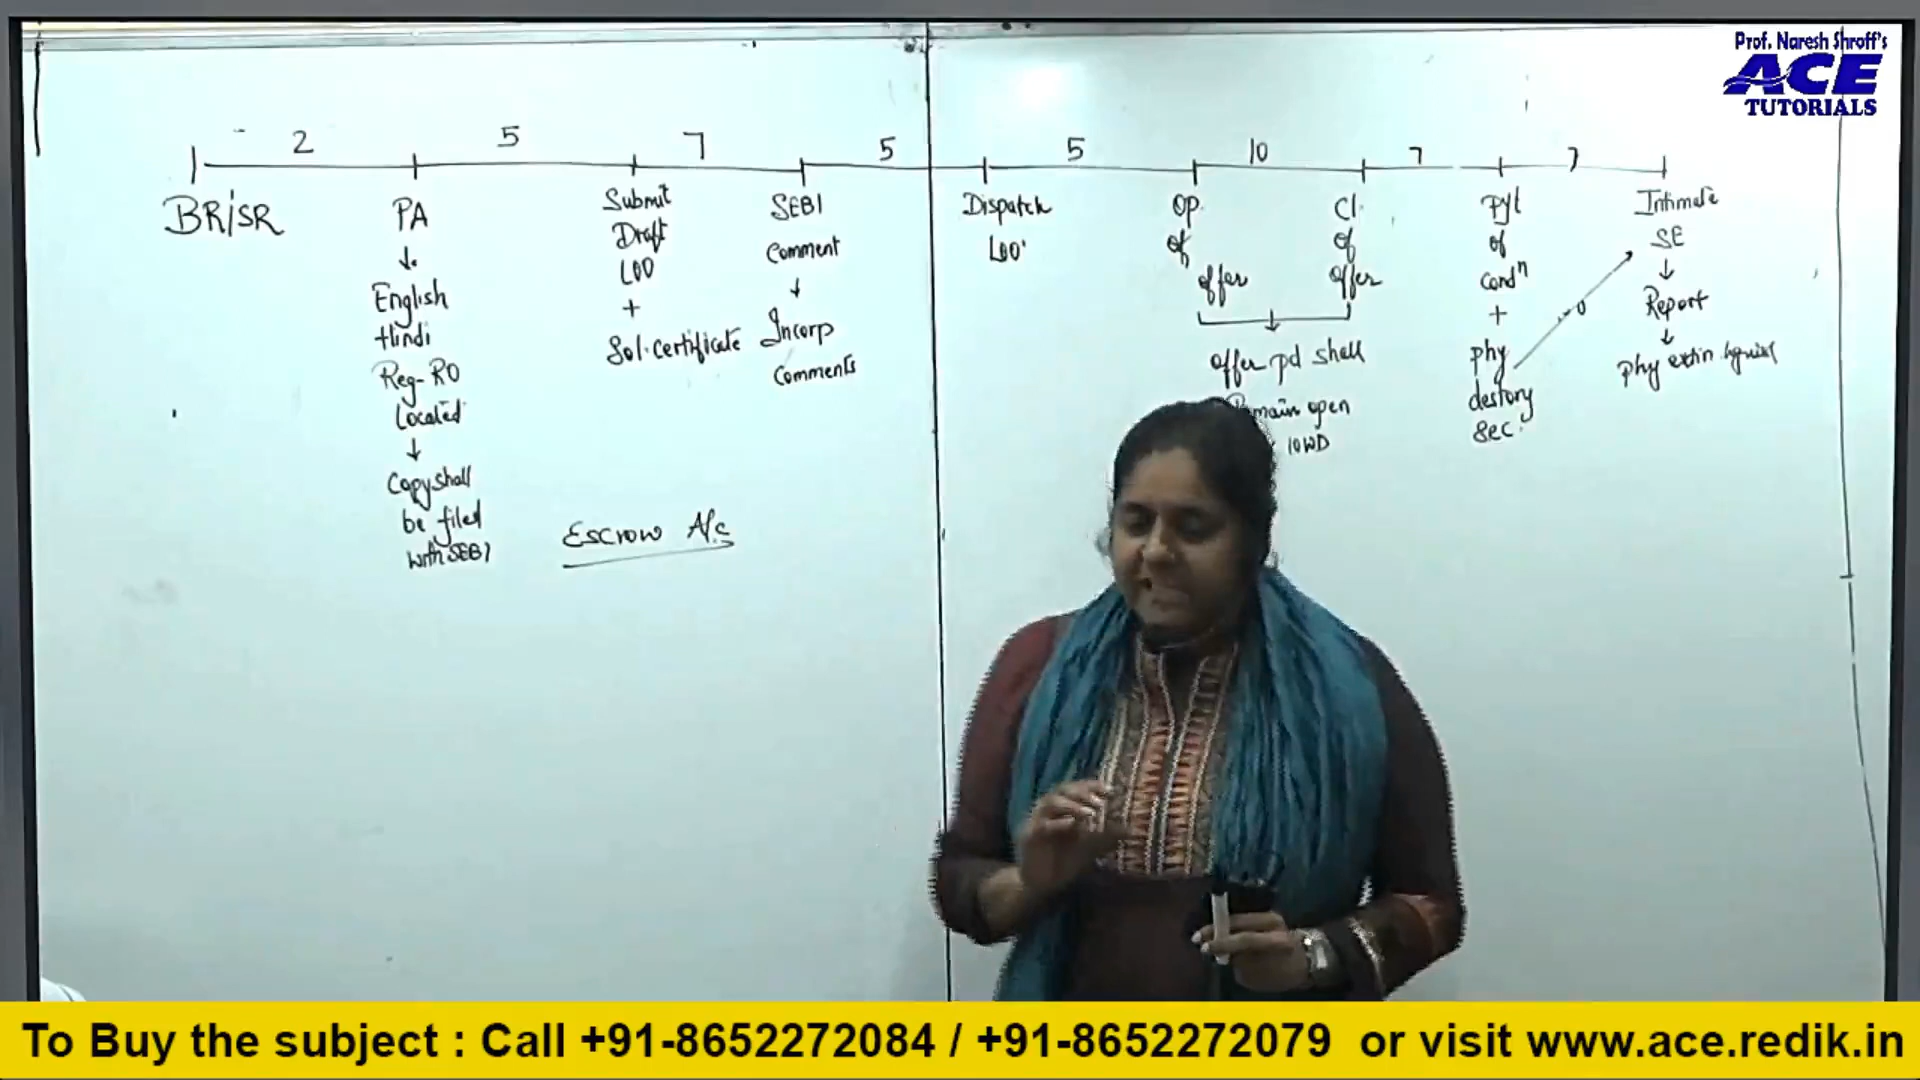 Prof. Naresh Shroff's
ACE
TUTORIALS
2 5 7 5 5 10 7 7
BR/SR
PA
↓
English
Hindi
Reg- RO
Located
↓
Copy shall
be filed
with SEBI
Submit
Draft
LOO
+
Sol. certificate
SEBI
Comment
↓
Incorp
Comments
Escrow A/c
Dispatch
LOO
Op.
of
offer
Cl.
of
offer
offer pd shall
Remain open
10WD
Pyt
of
consn
+
phy
destory
sec.
Intimate
SE
↓
Report
↓
Phy
To Buy the subject : Call +91-8652272084 / +91-8652272079 or visit www.ace.redik.in